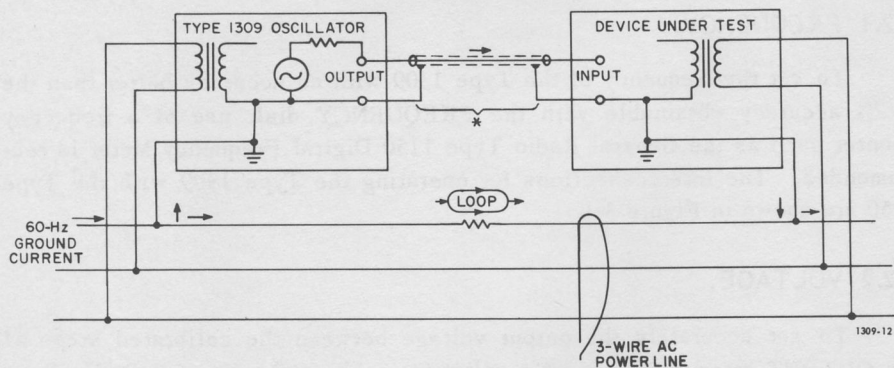 TYPE 1309 OSCILLATOR
DEVICE UNDER TEST
OUTPUT
INPUT
*
LOOP
60-Hz
GROUND
CURRENT
3-WIRE AC
POWER LINE
1309-12